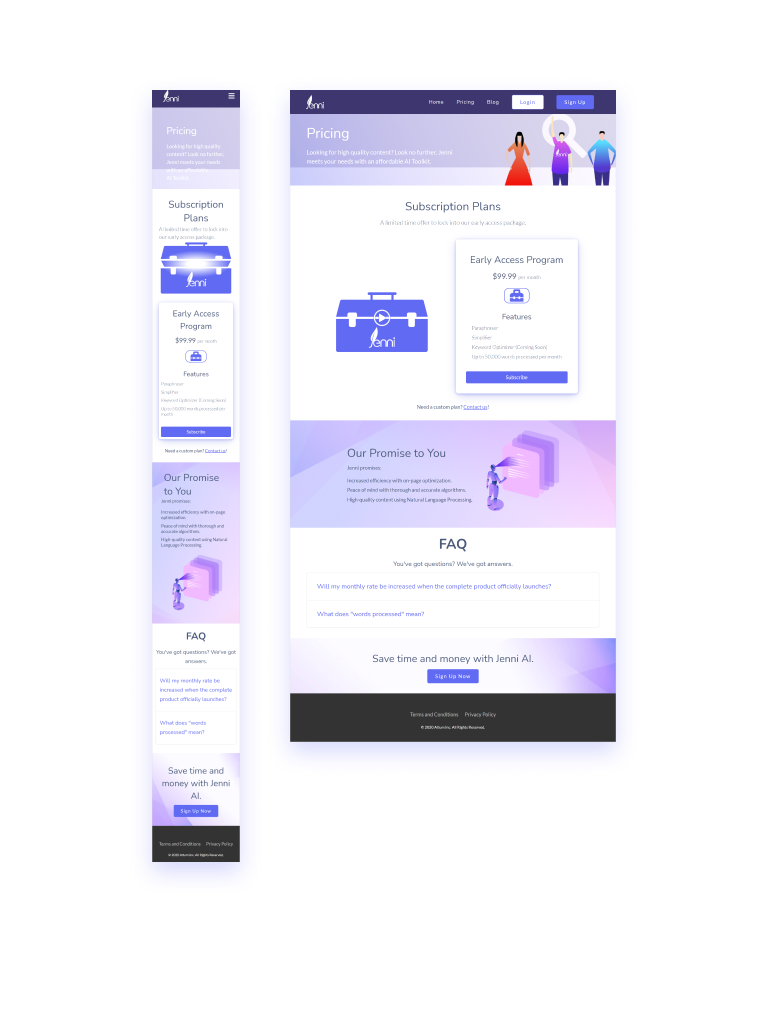 Jenni
Pricing
Looking for high quality
content? Look no further,
Jenni meets your needs
with an affordable
AI Toolkit.
Subscription
Plans
A limited time offer to lock into
our early access package.
Jenni
Early Access
Program
$99.99 per month
Features
Paraphraser
Simplifier
Keyword Optimizer (Coming Soon)
Up to 50,000 words processed per
month
Subscribe
Need a custom plan? Contact us!
Our Promise
to You
Jenni promises:
Increased efficiency with on-page
optimization.
Peace of mind with thorough and
accurate algorithms.
High quality content using Natural
Language Processing.
FAQ
You've got questions? We've got
answers.
Will my monthly rate be
increased when the complete
product officially launches?
What does "words
processed" mean?
Save time and
money with Jenni
AI.
Sign Up Now
Terms and Conditions Privacy Policy
© 2020 Altum Inc. All Rights Reserved.
Jenni Home Pricing Blog Login Sign Up
Pricing
Looking for high quality content? Look no further, Jenni
meets your needs with an affordable AI Toolkit.
Jenni
Subscription Plans
A limited time offer to lock into our early access package.
Jenni
Early Access Program
$99.99 per month
Features
Paraphraser
Simplifier
Keyword Optimizer (Coming Soon)
Up to 50,000 words processed per month
Subscribe
Need a custom plan? Contact us!
Our Promise to You
Jenni promises:
Increased efficiency with on-page optimization.
Peace of mind with thorough and accurate algorithms.
High quality content using Natural Language Processing.
FAQ
You've got questions? We've got answers.
Will my monthly rate be increased when the complete product officially launches?
What does "words processed" mean?
Save time and money with Jenni AI.
Sign Up Now
Terms and Conditions Privacy Policy
© 2020 Altum Inc. All Rights Reserved.